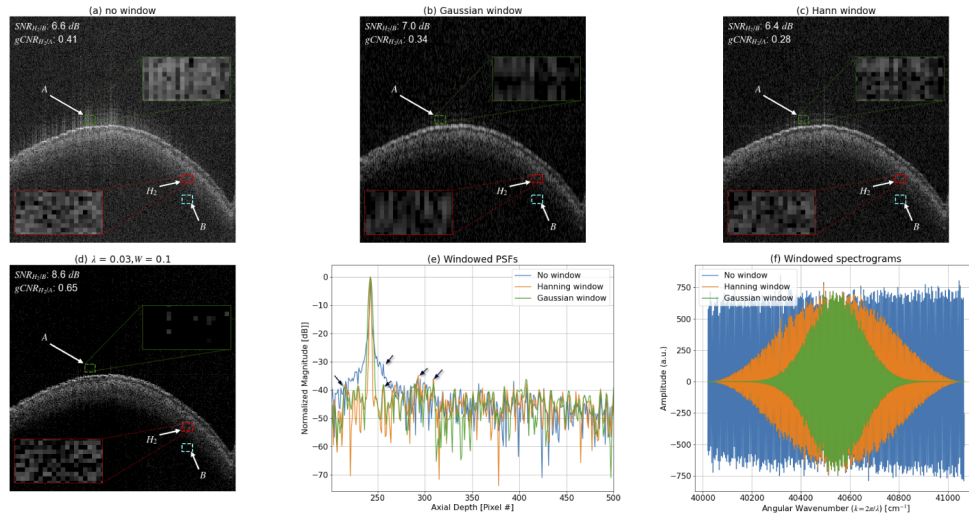 (a) no window
SNR_{H₂/B}: 6.6 dB
gCNR_{H₂/A}: 0.41
A
H₂
B
(b) Gaussian window
SNR_{H₂/B}: 7.0 dB
gCNR_{H₂/A}: 0.34
A
H₂
B
(c) Hann window
SNR_{H₂/B}: 6.4 dB
gCNR_{H₂/A}: 0.28
A
H₂
B
(d) λ = 0.03,W = 0.1
SNR_{H₂/B}: 8.6 dB
gCNR_{H₂/A}: 0.65
A
H₂
B
(e) Windowed PSFs
No window
Hanning window
Gaussian window
Normalized Magnitude [dB]]
0
−10
−20
−30
−40
−50
−60
−70
250
300
350
400
450
500
Axial Depth [Pixel #]
(f) Windowed spectrograms
No window
Hanning window
Gaussian window
Amplitude (a.u.)
750
500
250
0
−250
−500
−750
40000
40200
40400
40600
40800
41000
Angular Wavenumber (k = 2π/λ) [cm⁻¹]